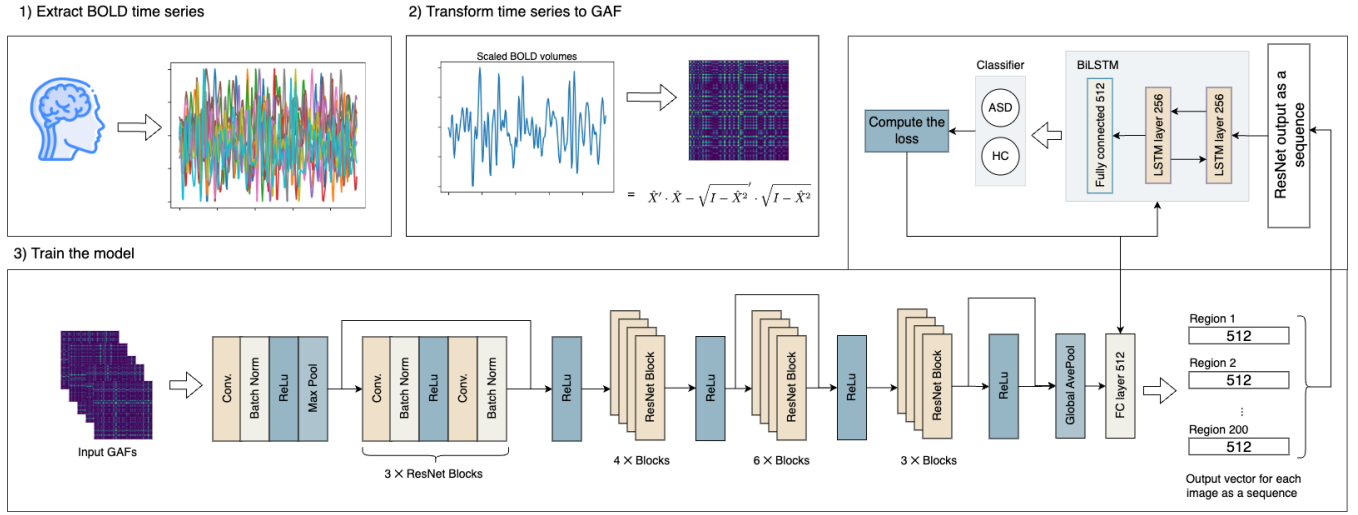 1) Extract BOLD time series
2) Transform time series to GAF
Scaled BOLD volumes
= X̂′ · X̂ − √(I − X̂²)′ · √(I − X̂²)
Compute the
loss
Classifier
ASD
HC
BiLSTM
Fully connected 512
LSTM layer 256
LSTM layer 256
ResNet output as a
sequence
3) Train the model
Input GAFs
Conv.
Batch Norm
ReLu
Max Pool
Conv.
Batch Norm
ReLU
Conv.
Batch Norm
3 × ResNet Blocks
ReLu
ResNet Block
4 × Blocks
ReLu
ResNet Block
6 × Blocks
ReLu
ResNet Block
3 × Blocks
ReLu
Global AvePool
FC layer 512
Region 1
512
Region 2
512
...
Region 200
512
Output vector for each
image as a sequence